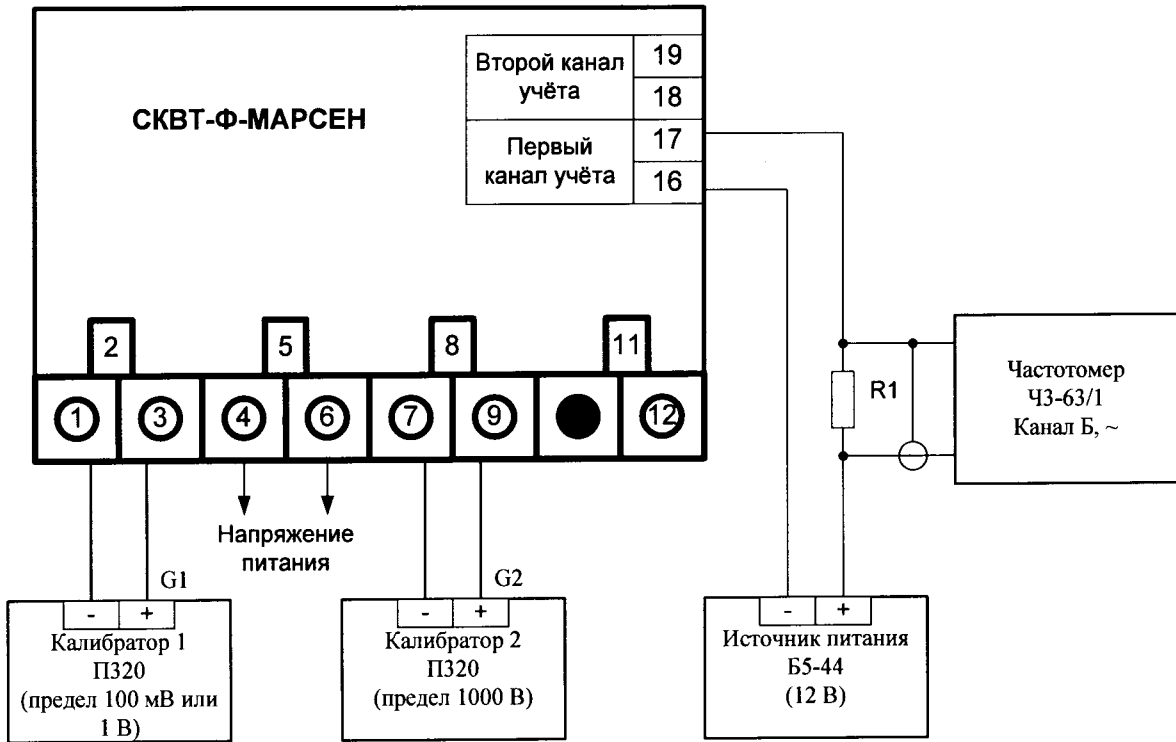 СКВТ-Ф-МАРСЕН
Второй канал
учёта
19
18
Первый
канал учёта
17
16
2
5
8
11
1
3
4
6
7
9
12
Напряжение
питания
R1
Частотомер
ЧЗ-63/1
Канал Б, ~
G1
G2
- +
Калибратор 1
П320
(предел 100 мВ или
1 В)
- +
Калибратор 2
П320
(предел 1000 В)
- +
Источник питания
Б5-44
(12 В)